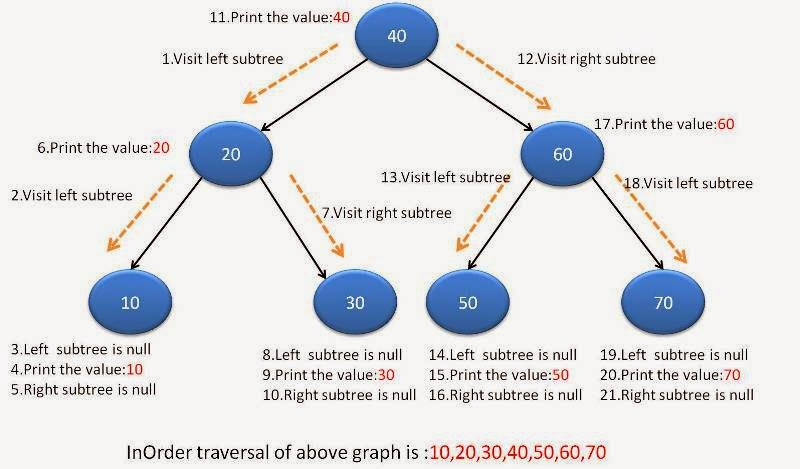 11.Print the value:40
40
1.Visit left subtree
12.Visit right subtree
6.Print the value:20
20
60
17.Print the value:60
2.Visit left subtree
7.Visit right subtree
13.Visit left subtree
18.Visit left subtree
10
30
50
70
3.Left subtree is null
4.Print the value:10
5.Right subtree is null
8.Left subtree is null
9.Print the value:30
10.Right subtree is null
14.Left subtree is null
15.Print the value:50
16.Right subtree is null
19.Left subtree is null
20.Print the value:70
21.Right subtree is null
InOrder traversal of above graph is :10,20,30,40,50,60,70